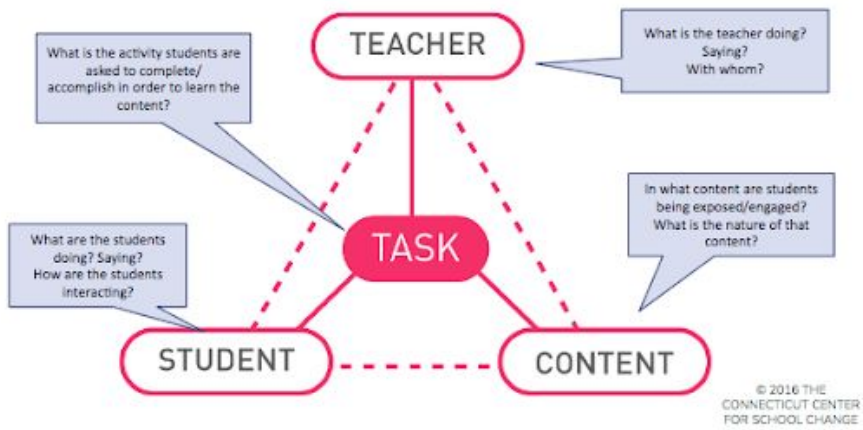 TEACHER
What is the activity students are
asked to complete/
accomplish in order to learn the
content?
What is the teacher doing?
Saying?
With whom?
TASK
In what content are students
being exposed/engaged?
What is the nature of that
content?
What are the students
doing? Saying?
How are the students
interacting?
STUDENT
CONTENT
© 2016 THE
CONNECTICUT CENTER
FOR SCHOOL CHANGE